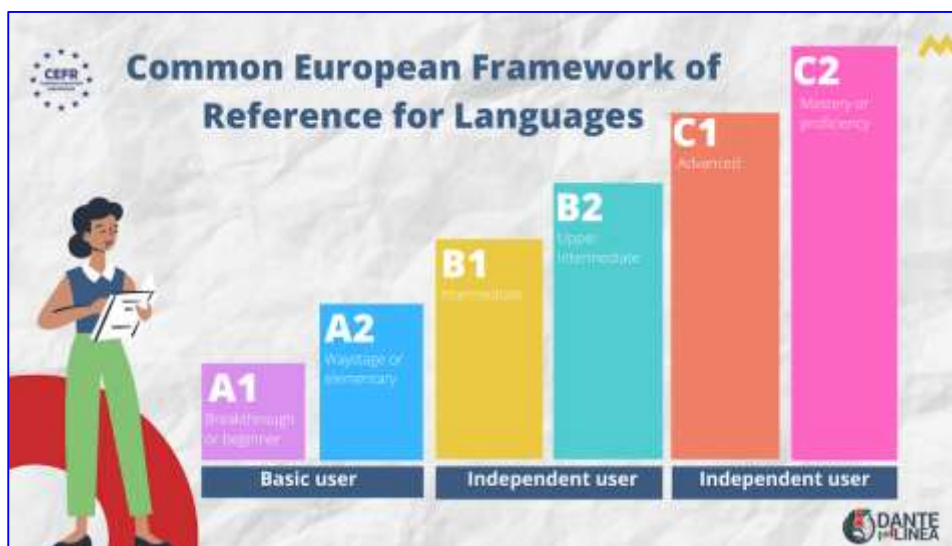 CEFR
Common European Framework of
Reference for Languages
A1
Breakthrough
or beginner
A2
Waystage or
elementary
B1
Intermediate
B2
Upper
intermediate
C1
Advanced
C2
Mastery or
proficiency
Basic user
Independent user
Independent user
DANTE
LINEA